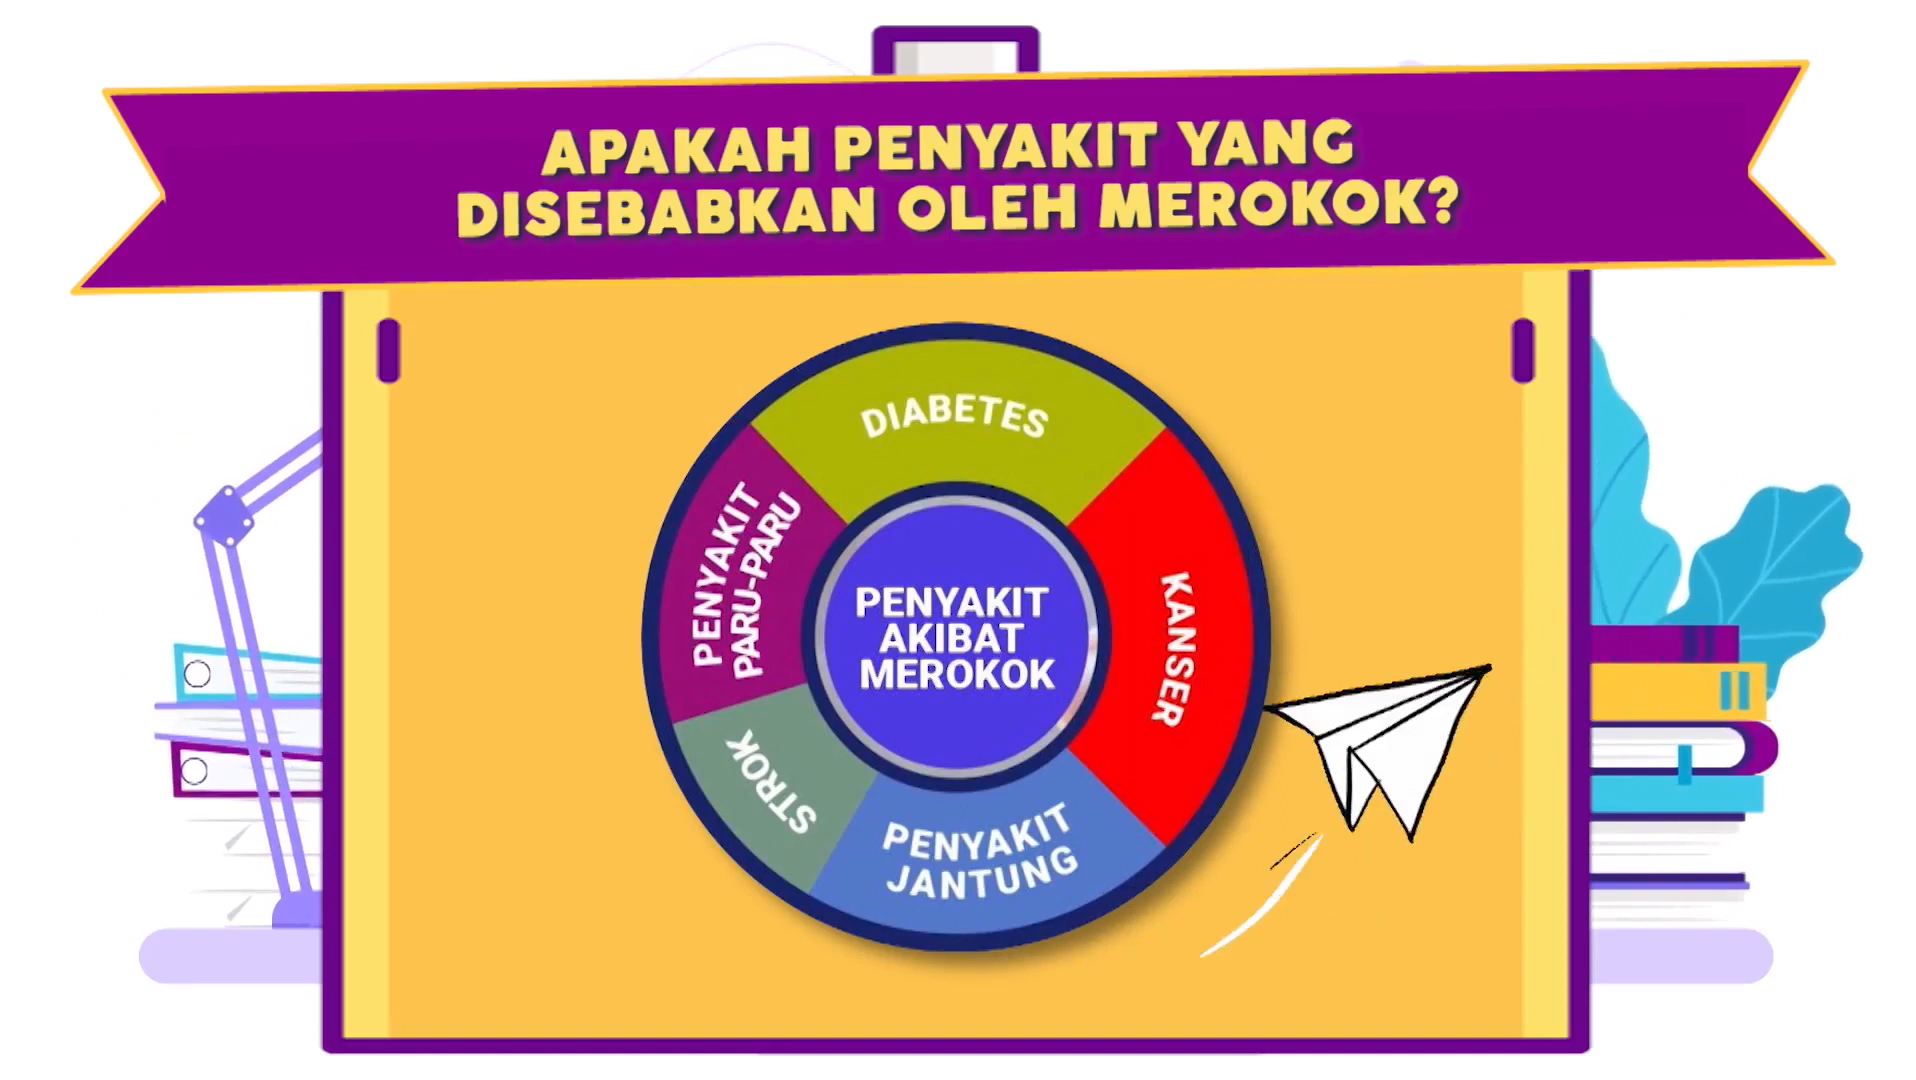 APAKAH PENYAKIT YANG
DISEBABKAN OLEH MEROKOK?
DIABETES
KANSER
PENYAKIT
JANTUNG
STROK
PENYAKIT
PARU-PARU
PENYAKIT
AKIBAT
MEROKOK